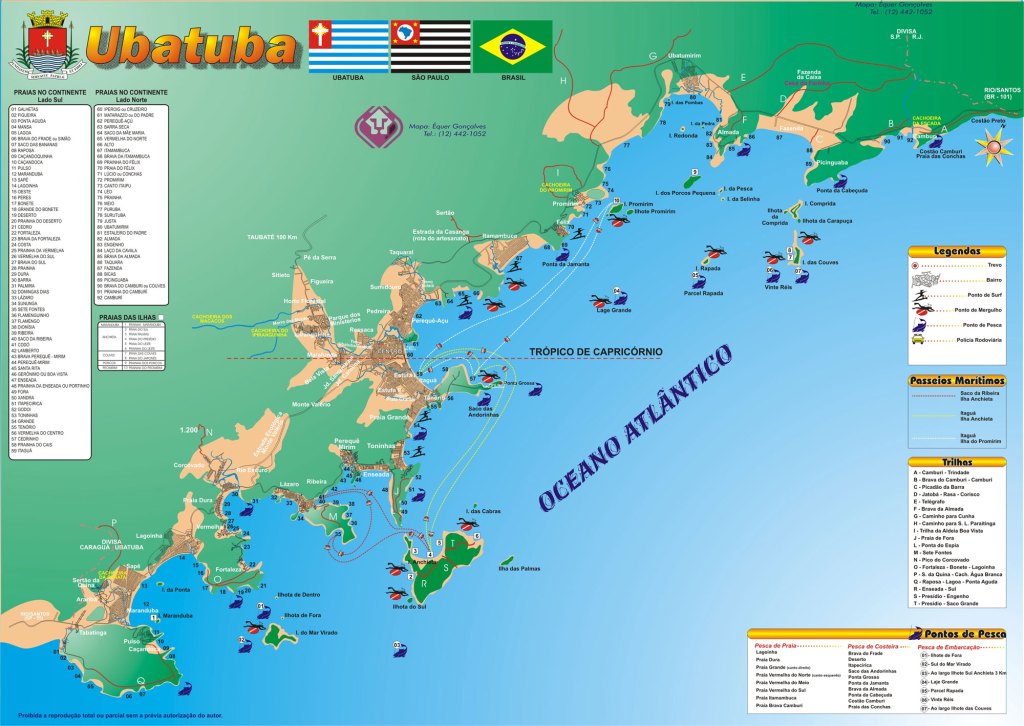 Ubatuba
UBATUBA
SÃO PAULO
BRASIL
Mapa: Équer Gonçalves
Tel.: (12) 442-1052
DIVISA
S.P. R.J.
RIO/SANTOS
(BR - 101)
PRAIAS NO CONTINENTE
Lado Sul
01 GALHETAS
02 FIGUEIRA
03 PONTA AGUDA
04 MANSA
05 LAGOA
07 SACO DAS BANANAS
08 RAPOSA
09 CAÇANDOQUINHA
10 CAÇANDOCA
11 PULSO
12 MARANDUBA
13 SAPÊ
14 LAGOINHA
15 OESTE
16 PERES
17 BONETE
18 GRANDE DO BONETE
19 DESERTO
20 PRAINHA DO DESERTO
21 CEDRO
22 FORTALEZA
23 BRAVA DA FORTALEZA
24 COSTA
25 PRAINHA DA VERMELHA
26 VERMELHA DO SUL
27 BRAVA DO SUL
28 PRAINHA
29 DURA
30 BARRA
31 PALMIRA
32 DOMINGAS DIAS
33 LÁZARO
34 SUNUNGA
35 SETE FONTES
36 FLAMENGUINHO
37 FLAMENGO
38 DIONÍSIA
39 RIBEIRA
40 SACO DA RIBEIRA
42 LAMBERTO
43 BRAVA PEREQUÊ - MIRIM
44 PEREQUÊ-MIRIM
45 SANTA RITA
46 GERÔNIMO OU BOA VISTA
47 ENSEADA
48 PRAINHA DA ENSEADA OU PORTINHO
49 FORA
50 XANDRA
51 ITAPECIRICA
52 GODOI
53 TONINHAS
54 GRANDE
55 TENÓRIO
56 VERMELHA DO CENTRO
57 CEDRINHO
58 PRAINHA DO CAIS
59 ITAGUÁ
PRAIAS NO CONTINENTE
Lado Norte
60 IPEROIG OU CRUZEIRO
61 MATARAZZO OU DO PADRE
62 PEREQUÊ-AÇU
63 BARRA SECA
64 SACO DA MÃE MARIA
65 VERMELHA DO NORTE
66 ALTO
67 ITAMAMBUCA
68 BRAVA DA ITAMAMBUCA
69 PRAINHA DO FÉLIX
70 PRAIA DO FÉLIX
71 LÚCIO OU CONCHAS
72 PROMIRIM
73 CANTO ITAIPU
74 LÉO
75 PRAINHA
76 MEIO
77 PURUBA
78 SURUTUBA
79 JUSTA
80 UBATUMIRIM
81 ESTALEIRO DO PADRE
82 ALMADA
83 ENGENHO
84 LAÇO DA CAVALA
85 BRAVA DA ALMADA
86 TAQUARA
87 FAZENDA
88 BICAS
89 PICINGUABA
90 BRAVA DO CAMBURI OU COUVES
91 PRAINHA DO CAMBURI
92 CAMBURÍ
PRAIAS DAS ILHAS
Mapa: Équer Gonçalves
Tel.: (12) 442-1052
TAUBATÉ 100 Km
Ubatumirim
Fazenda
da Caixa
CACHOEIRA
DA ESCADA
Costão Preto
Costão Camburi
Praia das Conchas
Picinguaba
Ponta da Cabeçuda
Almada
I. das Pombas
I. da Pedra
I. Redonda
I. dos Porcos Pequena
I. da Pesca
I. da Selinha
I. Comprida
Ilhota da
Comprida
Ilhota da Carapuça
I. das Couves
Vinte Réis
I. Rapada
Parcel Rapada
Lage Grande
I. Promirim
Ilhote Promirim
CACHOEIRA
DO PROMIRIM
Promirim
Félix
Ponta da Jamanta
Sertão
Estrada da Casanga
(rota do artesanato)
Itamambuca
Taquaral
Sumidouro
Pedreira
Perequê-Açu
Pé da Serra
Sitieto
Figueira
Horto Florestal
Parque dos
Ministérios
Ressaca
CACHOEIRA DOS
MACACOS
CACHOEIRA DO
IPIRANGUINHA
CENTRO
TRÓPICO DE CAPRICÓRNIO
Itaguá
Estufa
Tenório
Praia Grande
Monte Valério
Ponta Grossa
Saco das
Andorinhas
Toninhas
Perequê
Mirim
Enseada
Ribeira
Lázaro
1.200
Corcovado
Rio Escuro
Praia Dura
Vermelha
Lagoinha
Fortaleza
DIVISA
CARAGUÁ UBATUBA
Sapê
Sertão da
Quina
Araribá
Maranduba
Tabatinga
Pulso
Caçandoca
I. da Ponta
I. Maranduba
Ilhote de Dentro
Ilhota de Fora
I. do Mar Virado
I. Anchieta
Ilhota do Sul
I. das Cabras
Ilha das Palmas
OCEANO ATLÂNTICO
Legendas
Trevo
Bairro
Ponto de Surf
Ponto de Mergulho
Ponto de Pesca
Polícia Rodoviária
Passeios Marítimos
Saco da Ribeira
Ilha Anchieta
Itaguá
Ilha Anchieta
Itaguá
Ilha do Promirim
Trilhas
A - Camburi - Trindade
B - Brava do Camburi - Camburi
C - Picadão da Barra
D - Jatobá - Rasa - Corisco
E - Telégrafo
F - Brava da Almada
G - Caminho para Cunha
H - Caminho para S. L. Paraitinga
I - Trilha da Aldeia Boa Vista
J - Praia de Fora
L - Ponta do Espia
M - Sete Fontes
N - Pico do Corcovado
O - Fortaleza - Bonete - Lagoinha
P - S. da Quina - Cach. Água Branca
Q - Raposa - Lagoa - Ponta Aguda
R - Enseada - Sul
S - Presídio - Engenho
T - Presídio - Saco Grande
Pontos de Pesca
Pesca de Praia
Lagoinha
Praia Dura
Praia Grande (canto direito)
Praia Vermelha do Norte (canto esquerdo)
Praia Vermelha do Meio
Praia Vermelha do Sul
Praia Itamambuca
Praia Brava Camburi
Pesca de Costeira
Brava do Frade
Deserto
Itapecirica
Saco das Andorinhas
Ponta Grossa
Ponta da Jamanta
Brava da Almada
Ponta da Cabeçuda
Costão Camburi
Praia das Conchas
Pesca de Embarcação
01 - Ilhote de Fora
02 - Sul do Mar Virado
03 - Ao largo Ilhote do Sul 3 Km
04 - Laje Grande
05 - Parcel Rapada
06 - Vinte Réis
07 - Ao largo Ilhote das Couves
Proibida a reprodução total ou parcial sem a prévia autorização do autor.